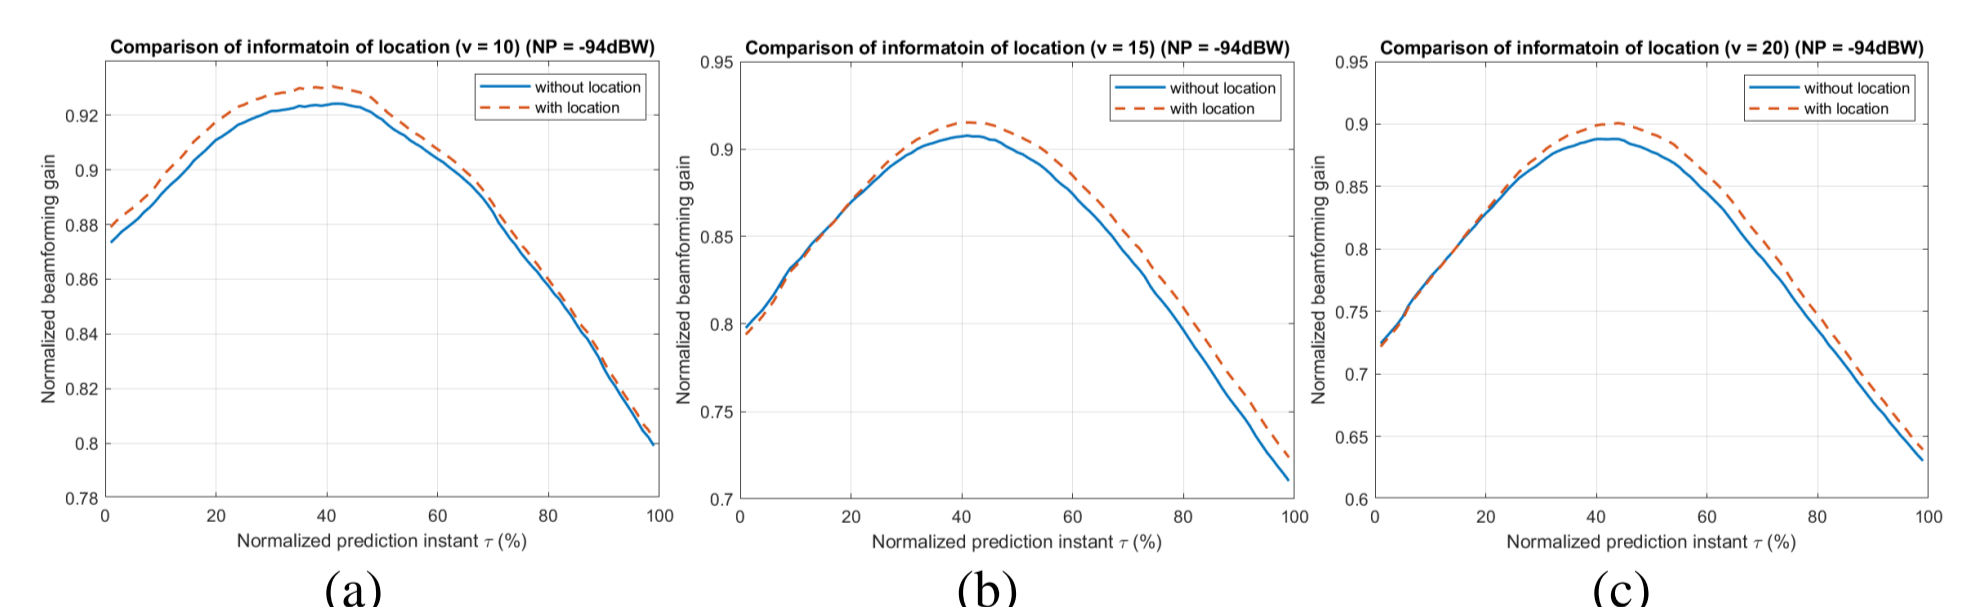 Comparison of informatoin of location (v = 10) (NP = -94dBW)
without location
with location
0.92
0.9
0.88
0.86
0.84
0.82
0.8
0.78
Normalized beamforming gain
0 20 40 60 80 100
Normalized prediction instant τ (%)
(a)
Comparison of informatoin of location (v = 15) (NP = -94dBW)
without location
with location
0.95
0.9
0.85
0.8
0.75
0.7
Normalized beamforming gain
0 20 40 60 80 100
Normalized prediction instant τ (%)
(b)
Comparison of informatoin of location (v = 20) (NP = -94dBW)
without location
with location
0.95
0.9
0.85
0.8
0.75
0.7
0.65
0.6
Normalized beamforming gain
0 20 40 60 80 100
Normalized prediction instant τ (%)
(c)